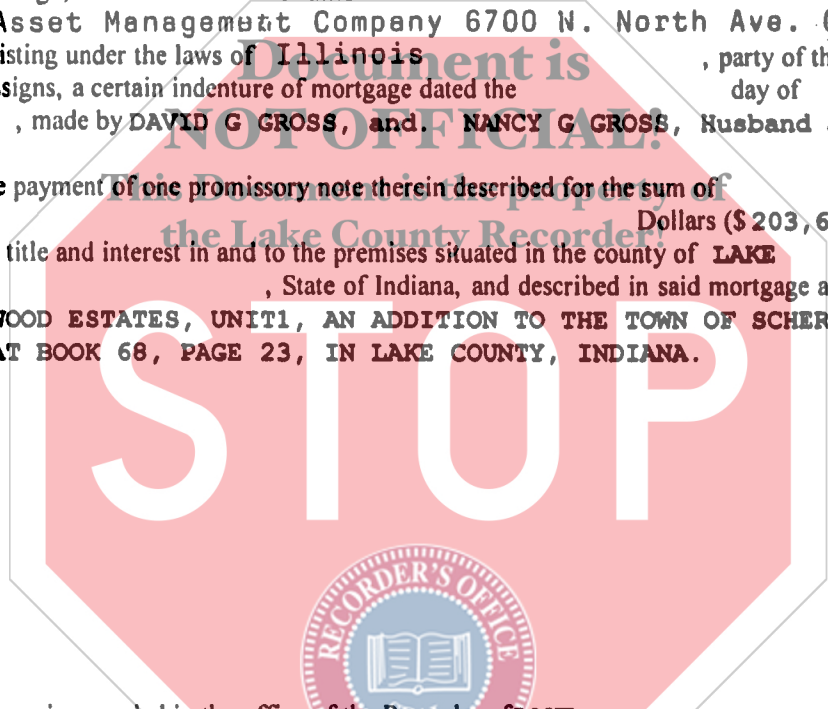 Asset Management Company 6700 N. North Ave.
isting under the laws of Illinois , party of th
ssigns, a certain indenture of mortgage dated the day of
, made by DAVID G GROSS, and. NANCY G GROSS, Husband
Document is
NOT OFFICIAL!
This Document is the property of
the Lake County Recorder!
e payment of one promissory note therein described for the sum of
Dollars ($ 203,6
title and interest in and to the premises situated in the county of LAKE
, State of Indiana, and described in said mortgage a
WOOD ESTATES, UNIT1, AN ADDITION TO THE TOWN OF SCHER
AT BOOK 68, PAGE 23, IN LAKE COUNTY, INDIANA.
STOP
RECORDER'S OFFICE